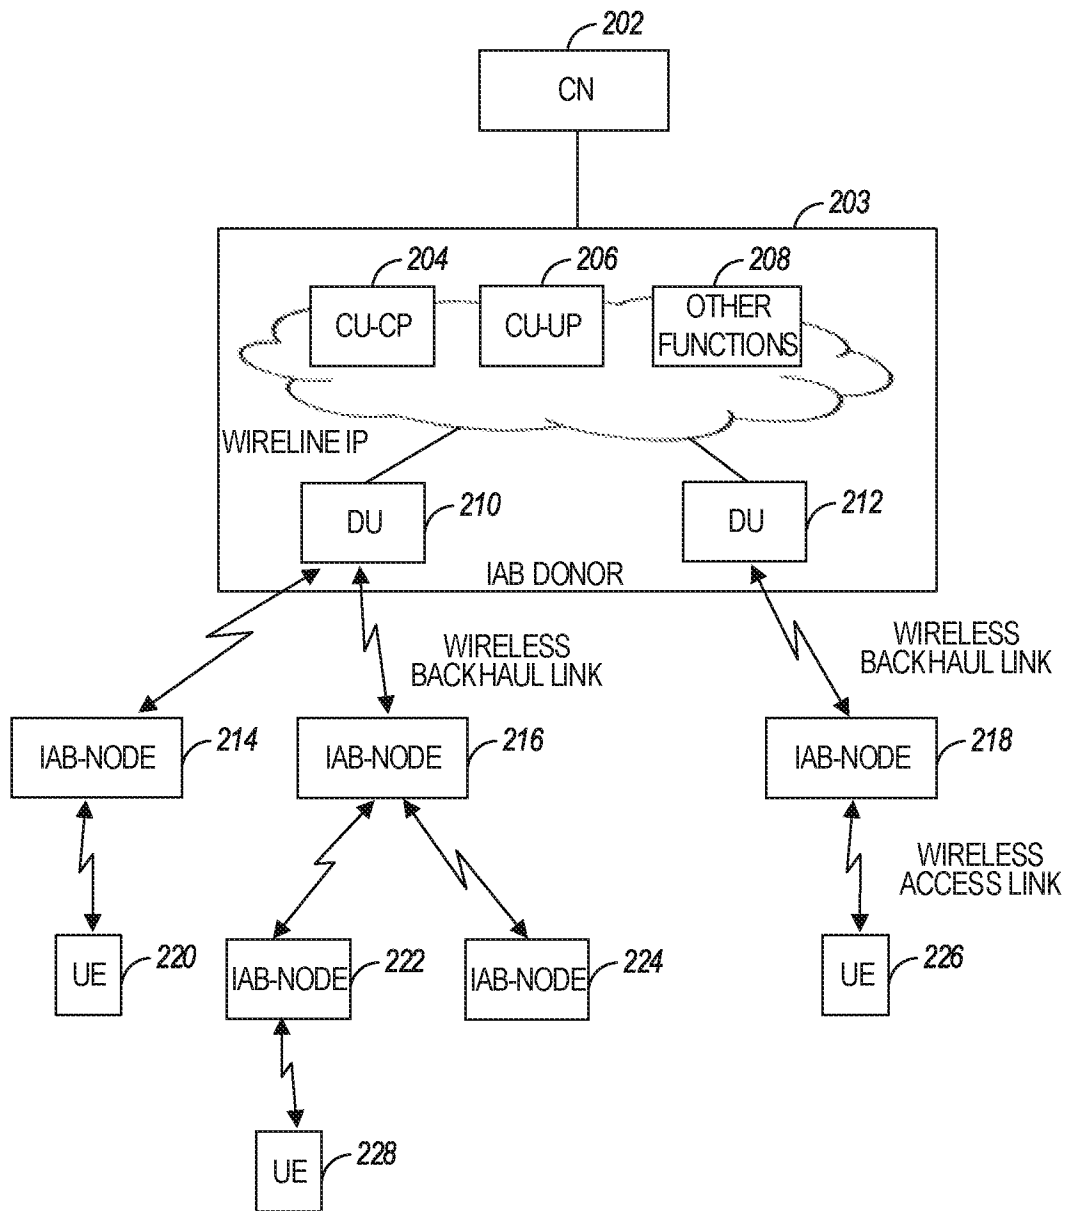 202
CN
203
204
206
208
CU-CP
CU-UP
OTHER
FUNCTIONS
WIRELINE IP
DU
210
DU
212
IAB DONOR
WIRELESS
BACKHAUL LINK
WIRELESS
BACKHAUL LINK
IAB-NODE
214
IAB-NODE
216
IAB-NODE
218
WIRELESS
ACCESS LINK
UE
220
IAB-NODE
222
IAB-NODE
224
UE
226
UE
228